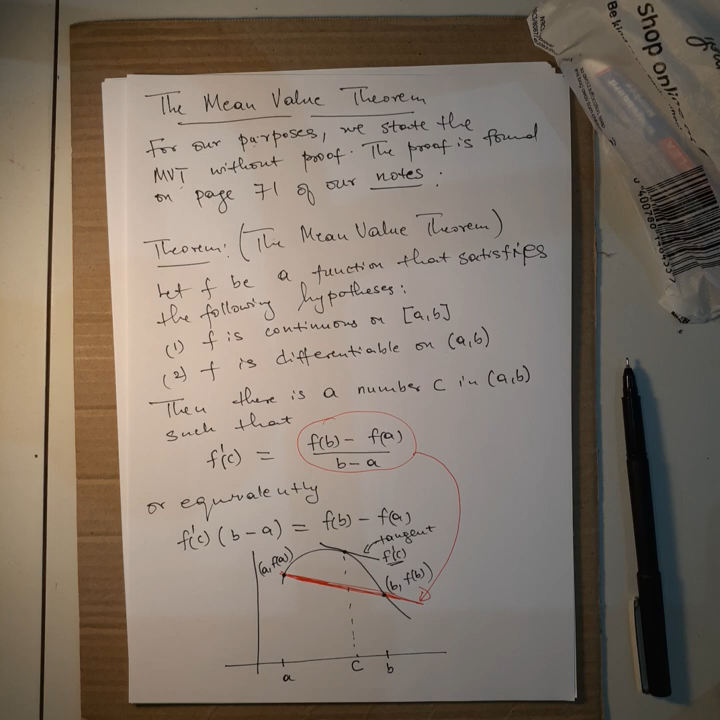 The Mean Value Theorem
For our purposes, we state the
MVT without proof. The proof is found
on page 71 of our notes:
Theorem: (The Mean Value Theorem)
Let f be a function that satisfies
the following hypotheses:
(1) f is continuous on [a,b]
(2) f is differentiable on (a,b)
Then there is a number C in (a,b)
such that
f'(c) = f(b) - f(a)
b - a
or equivalently
f'(c) (b - a) = f(b) - f(a)
tangent
f'(c)
(a, f(a))
(b, f(b))
a c b
shop online